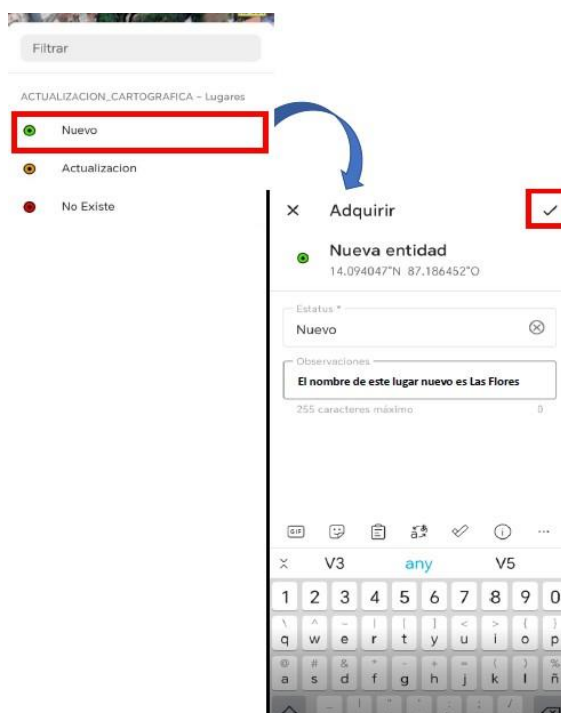 Filtrar
ACTUALIZACION_CARTOGRAFICA – Lugares
Nuevo
Actualizacion
No Existe
Adquirir
Nueva entidad
14.094047°N 87.186452°O
Estatus *
Nuevo
Observaciones
El nombre de este lugar nuevo es Las Flores
255 caracteres máximo 0
GIF
V3 any V5
1 2 3 4 5 6 7 8 9 0
q w e r t y u i o p
a s d f g h j k l ñ